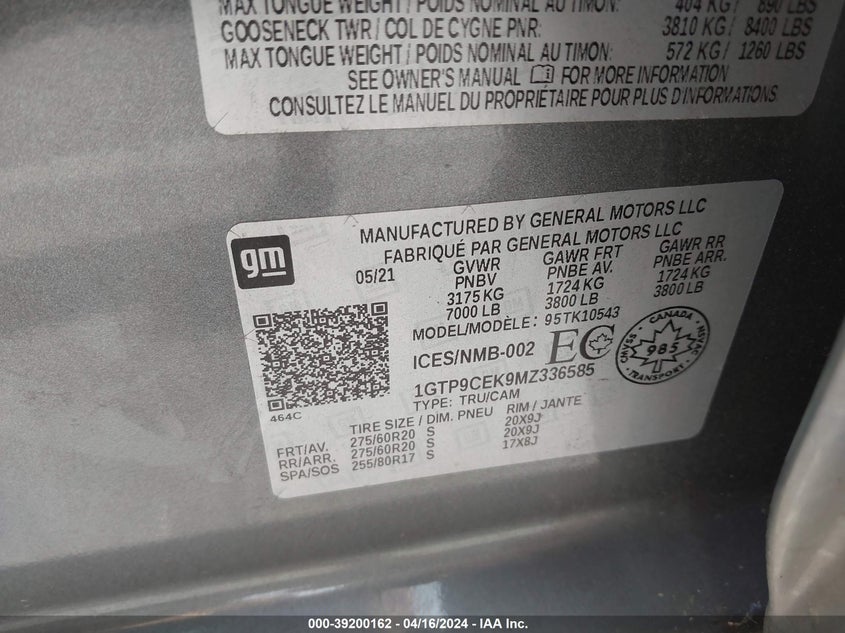 MAX TONGUE WEIGHT / POIDS NOMINAL AU TIMON: 404 KG / 890 LBS
GOOSENECK TWR / COL DE CYGNE PNR: 3810 KG / 8400 LBS
MAX TONGUE WEIGHT / POIDS NOMINAL AU TIMON: 572 KG / 1260 LBS
SEE OWNER'S MANUAL FOR MORE INFORMATION
CONSULTEZ LE MANUEL DU PROPRIÉTAIRE POUR PLUS D'INFORMATIONS.
gm
MANUFACTURED BY GENERAL MOTORS LLC
FABRIQUÉ PAR GENERAL MOTORS LLC
05/21 GVWR GAWR FRT GAWR RR
PNBV PNBE AV. PNBE ARR.
3175 KG 1724 KG 1724 KG
7000 LB 3800 LB 3800 LB
MODEL/MODÈLE: 95TK10543
ICES/NMB-002 EC
CANADA
985
CMVSS
NSVAC
1GTP9CEK9MZ336585
TYPE: TRU/CAM
464C
TIRE SIZE / DIM. PNEU RIM / JANTE
FRT/AV. 275/60R20 S 20X9J
RR/ARR. 275/60R20 S 20X9J
SPA/SOS 255/80R17 S 17X8J
000-39200162 - 04/16/2024 - IAA Inc.